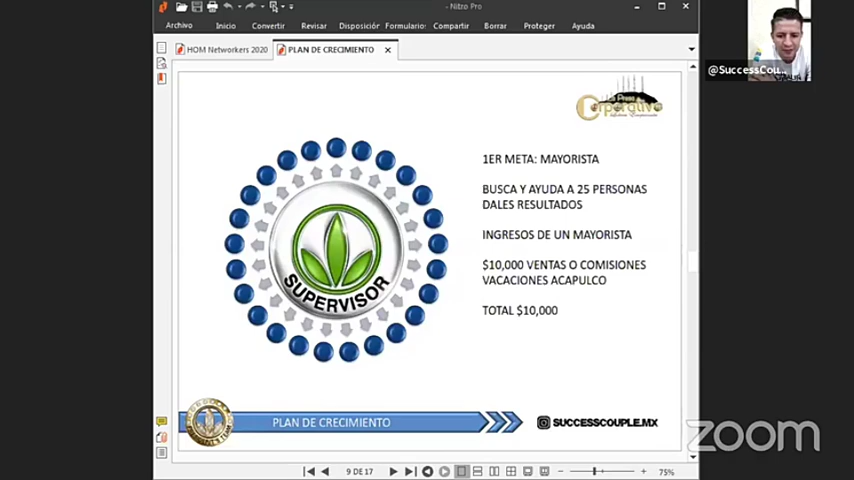 - Nitro Pro
Archivo Inicio Convertir Revisar Disposición Formulario Compartir Borrar Proteger Ayuda
HOM Networkers 2020 PLAN DE CRECIMIENTO
@SuccessCou...
Corporativo
1ER META: MAYORISTA
BUSCA Y AYUDA A 25 PERSONAS
DALES RESULTADOS
INGRESOS DE UN MAYORISTA
$10,000 VENTAS O COMISIONES
VACACIONES ACAPULCO
TOTAL $10,000
SUPERVISOR
PLAN DE CRECIMIENTO
SUCCESSCOUPLE.MX
zoom
9 DE 17
75%